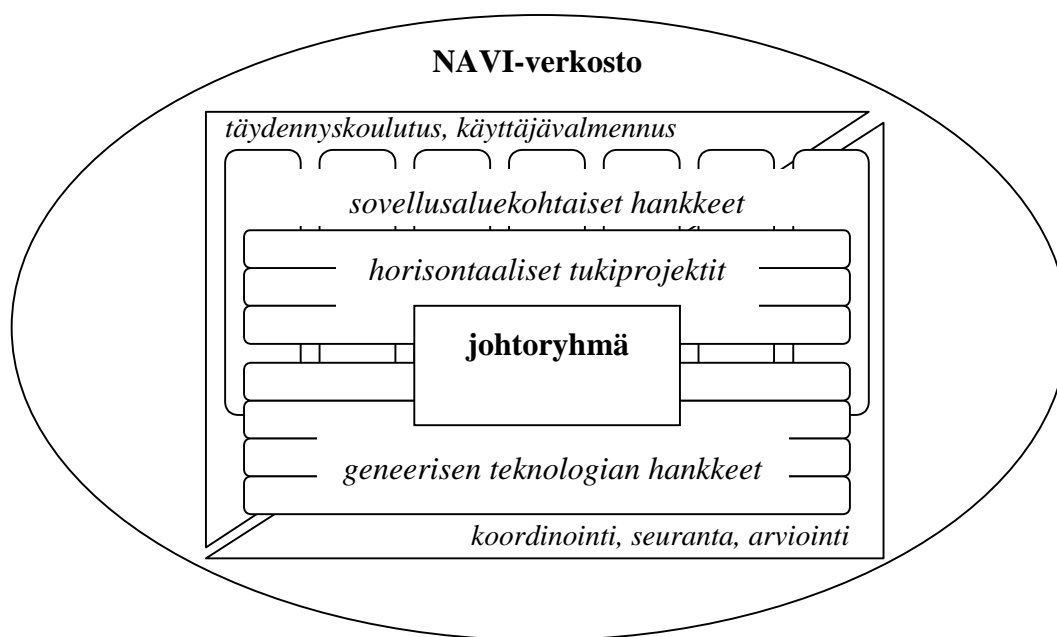 NAVI-verkosto
täydennyskoulutus, käyttäjävalmennus
sovellusaluekohtaiset hankkeet
horisontaaliset tukiprojektit
johtoryhmä
geneerisen teknologian hankkeet
koordinointi, seuranta, arviointi